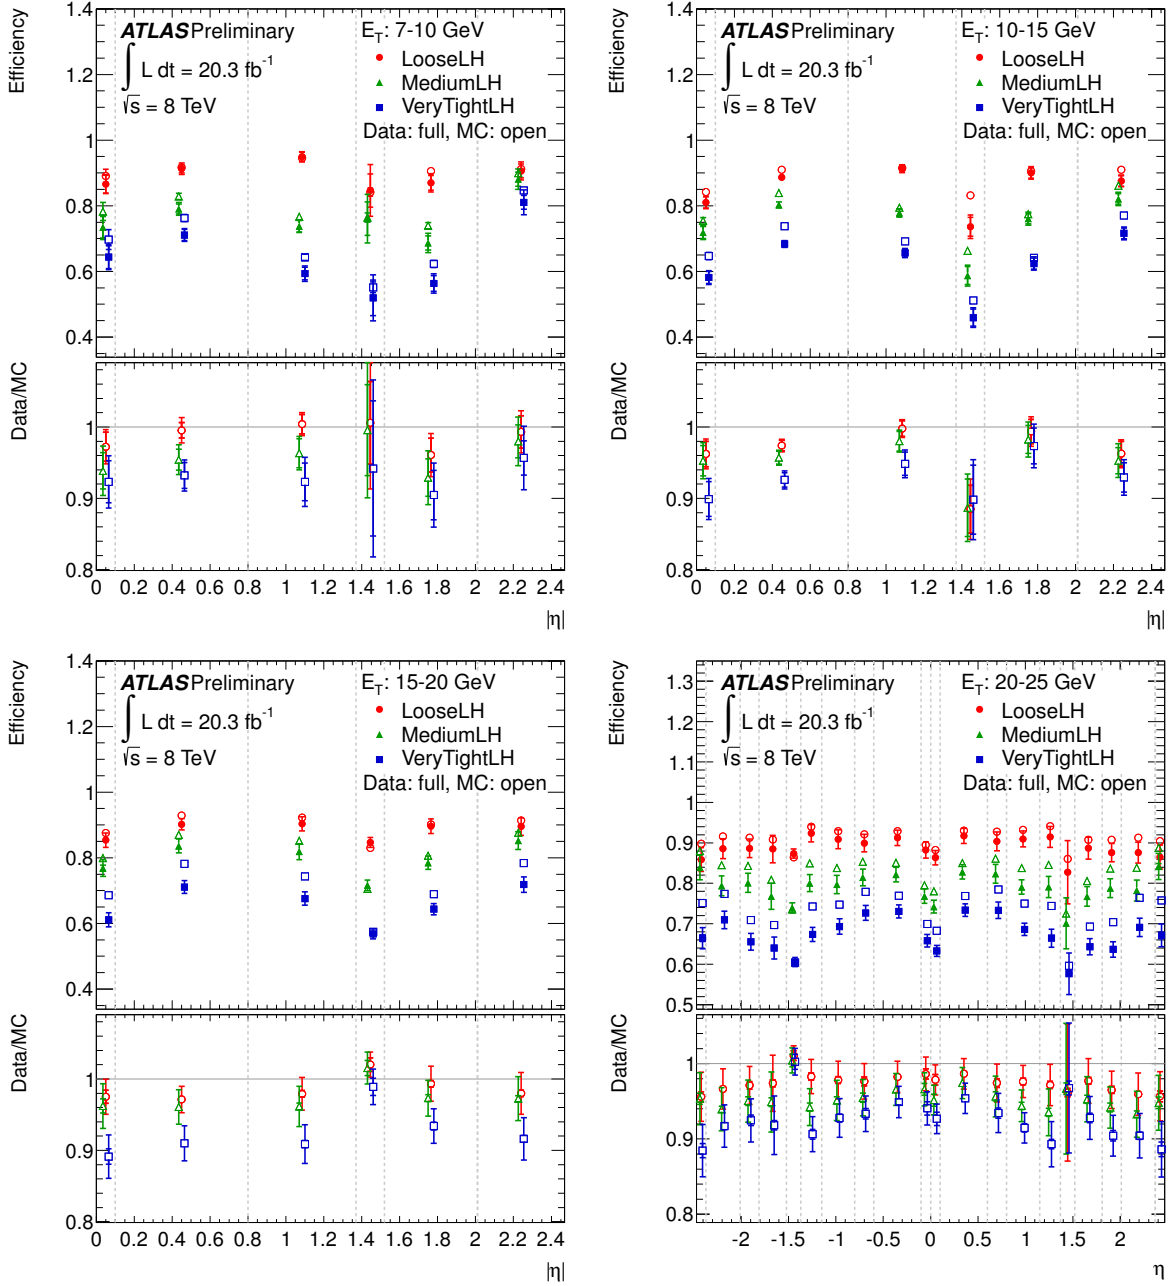 Efficiency
1.4
1.2
1
0.8
0.6
0.4
ATLAS Preliminary
∫ L dt = 20.3 fb⁻¹
√s = 8 TeV
E_T: 7-10 GeV
LooseLH
MediumLH
VeryTightLH
Data: full, MC: open
Data/MC
1
0.9
0.8
0 0.2 0.4 0.6 0.8 1 1.2 1.4 1.6 1.8 2 2.2 2.4
|η|
Efficiency
1.4
1.2
1
0.8
0.6
0.4
ATLAS Preliminary
∫ L dt = 20.3 fb⁻¹
√s = 8 TeV
E_T: 10-15 GeV
LooseLH
MediumLH
VeryTightLH
Data: full, MC: open
Data/MC
1
0.9
0.8
0 0.2 0.4 0.6 0.8 1 1.2 1.4 1.6 1.8 2 2.2 2.4
|η|
Efficiency
1.4
1.2
1
0.8
0.6
0.4
ATLAS Preliminary
∫ L dt = 20.3 fb⁻¹
√s = 8 TeV
E_T: 15-20 GeV
LooseLH
MediumLH
VeryTightLH
Data: full, MC: open
Data/MC
1
0.9
0.8
0 0.2 0.4 0.6 0.8 1 1.2 1.4 1.6 1.8 2 2.2 2.4
|η|
Efficiency
1.3
1.2
1.1
1
0.9
0.8
0.7
0.6
0.5
ATLAS Preliminary
∫ L dt = 20.3 fb⁻¹
√s = 8 TeV
E_T: 20-25 GeV
LooseLH
MediumLH
VeryTightLH
Data: full, MC: open
Data/MC
1
0.9
0.8
-2 -1.5 -1 -0.5 0 0.5 1 1.5 2
η